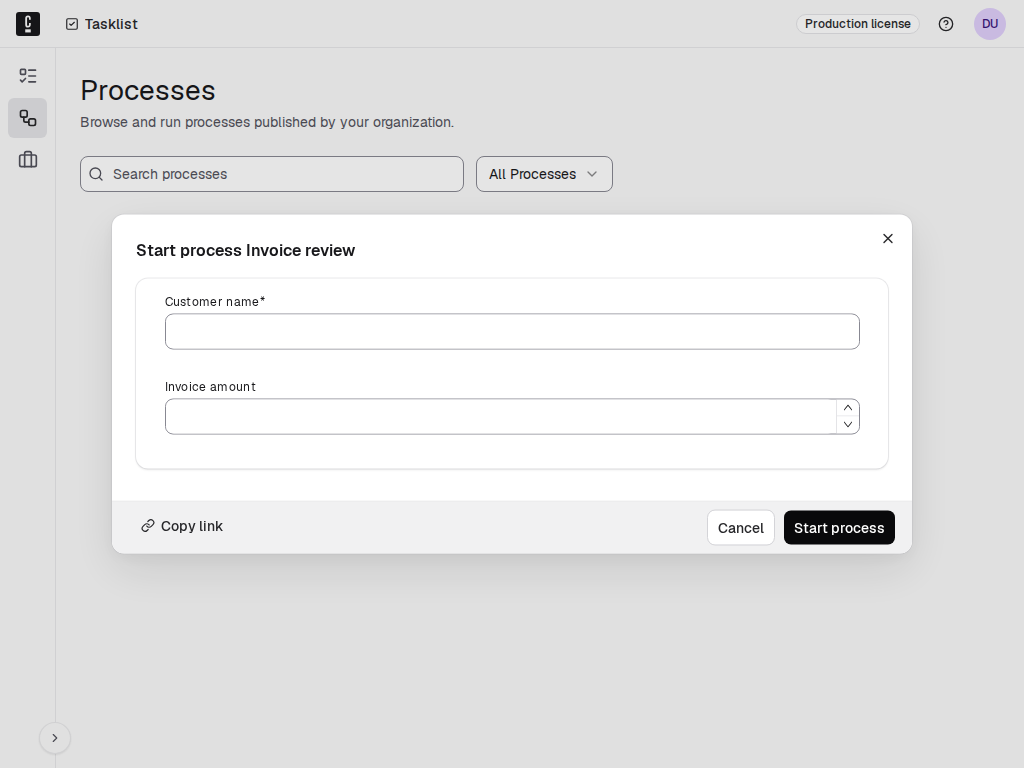 Tasklist
Production license
DU
Processes
Browse and run processes published by your organization.
Search processes
All Processes
Start process Invoice review
Customer name*
Invoice amount
Copy link
Cancel
Start process